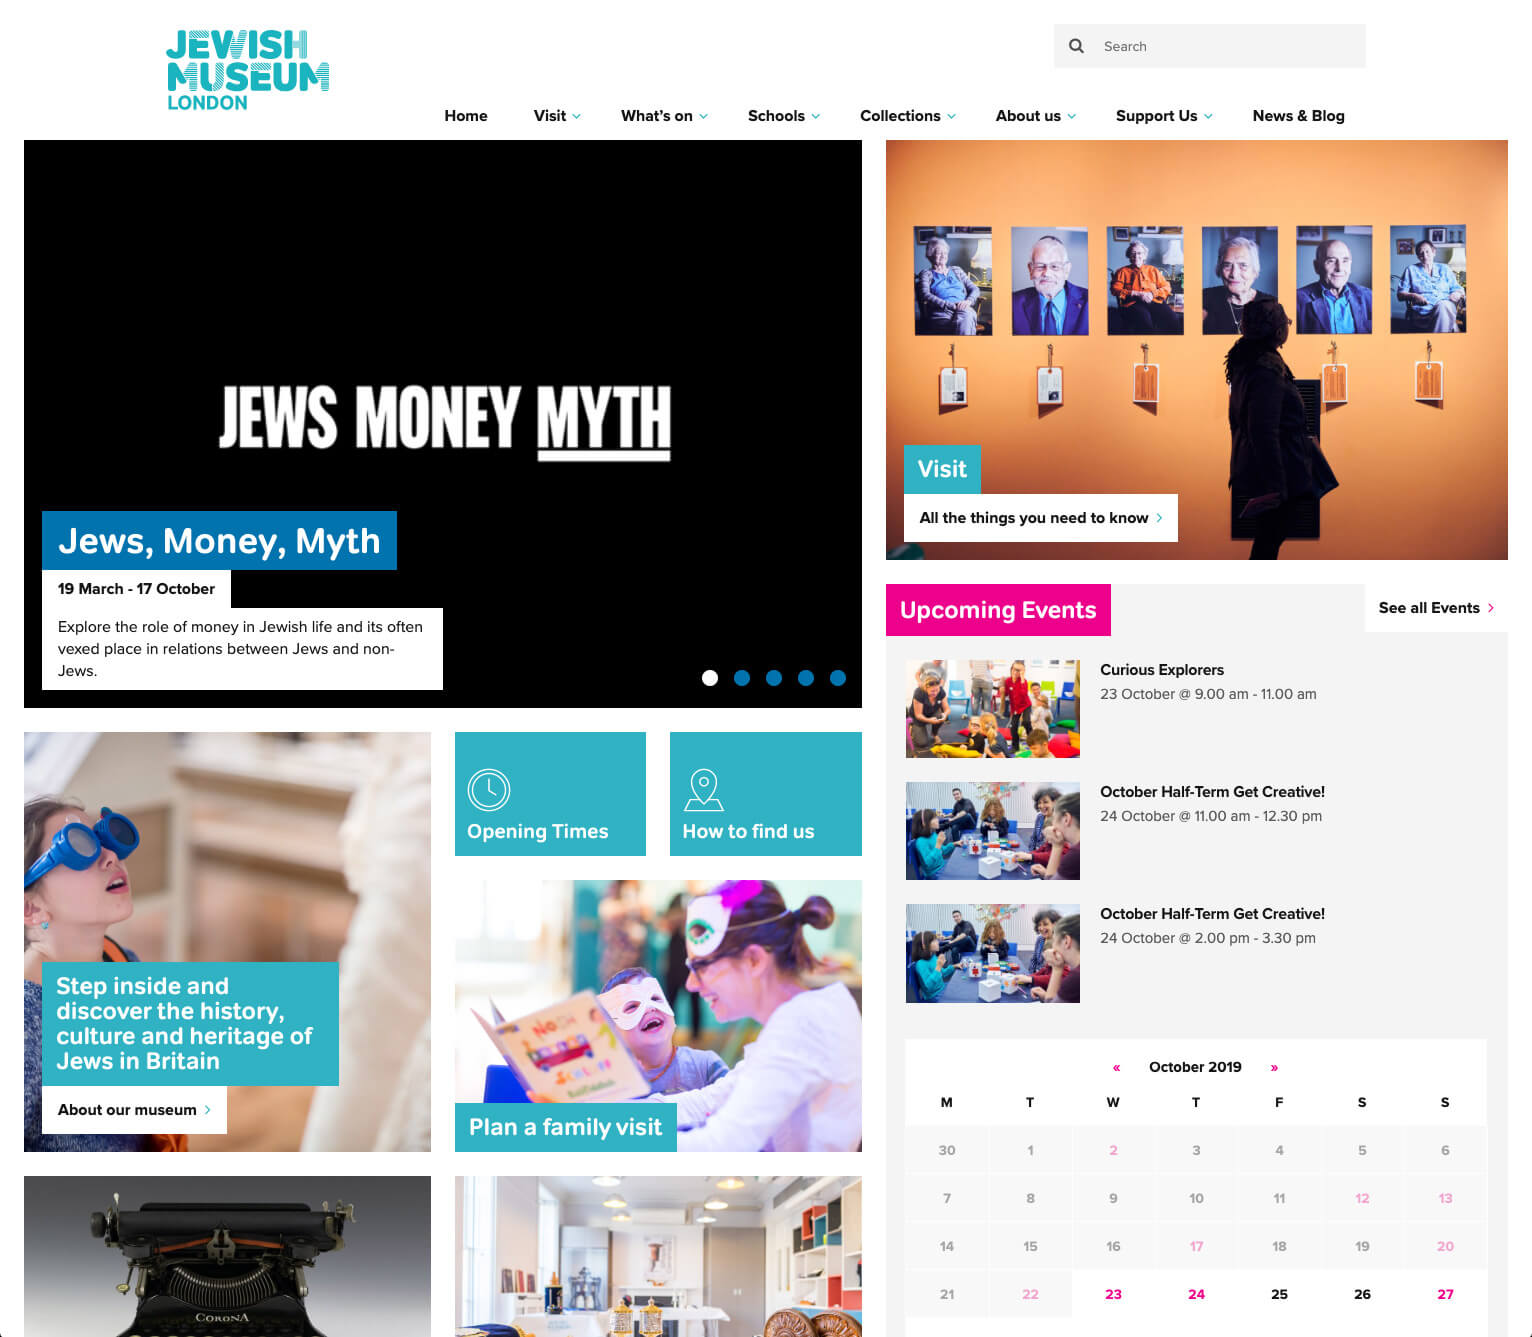 JEWISH
MUSEUM
LONDON
Search
Home
Visit
What's on
Schools
Collections
About us
Support Us
News & Blog
JEWS MONEY MYTH
Jews, Money, Myth
19 March - 17 October
Explore the role of money in Jewish life and its often
vexed place in relations between Jews and non-
Jews.
Visit
All the things you need to know
Upcoming Events
See all Events
Curious Explorers
23 October @ 9.00 am - 11.00 am
October Half-Term Get Creative!
24 October @ 11.00 am - 12.30 pm
October Half-Term Get Creative!
24 October @ 2.00 pm - 3.30 pm
Opening Times
How to find us
Step inside and
discover the history,
culture and heritage of
Jews in Britain
About our museum
Plan a family visit
CORONA
« October 2019 »
M T W T F S S
30 1 2 3 4 5 6
7 8 9 10 11 12 13
14 15 16 17 18 19 20
21 22 23 24 25 26 27